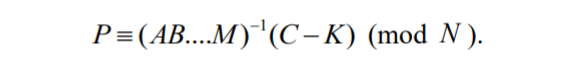 P ≡ (AB....M)⁻¹(C – K) (mod N).